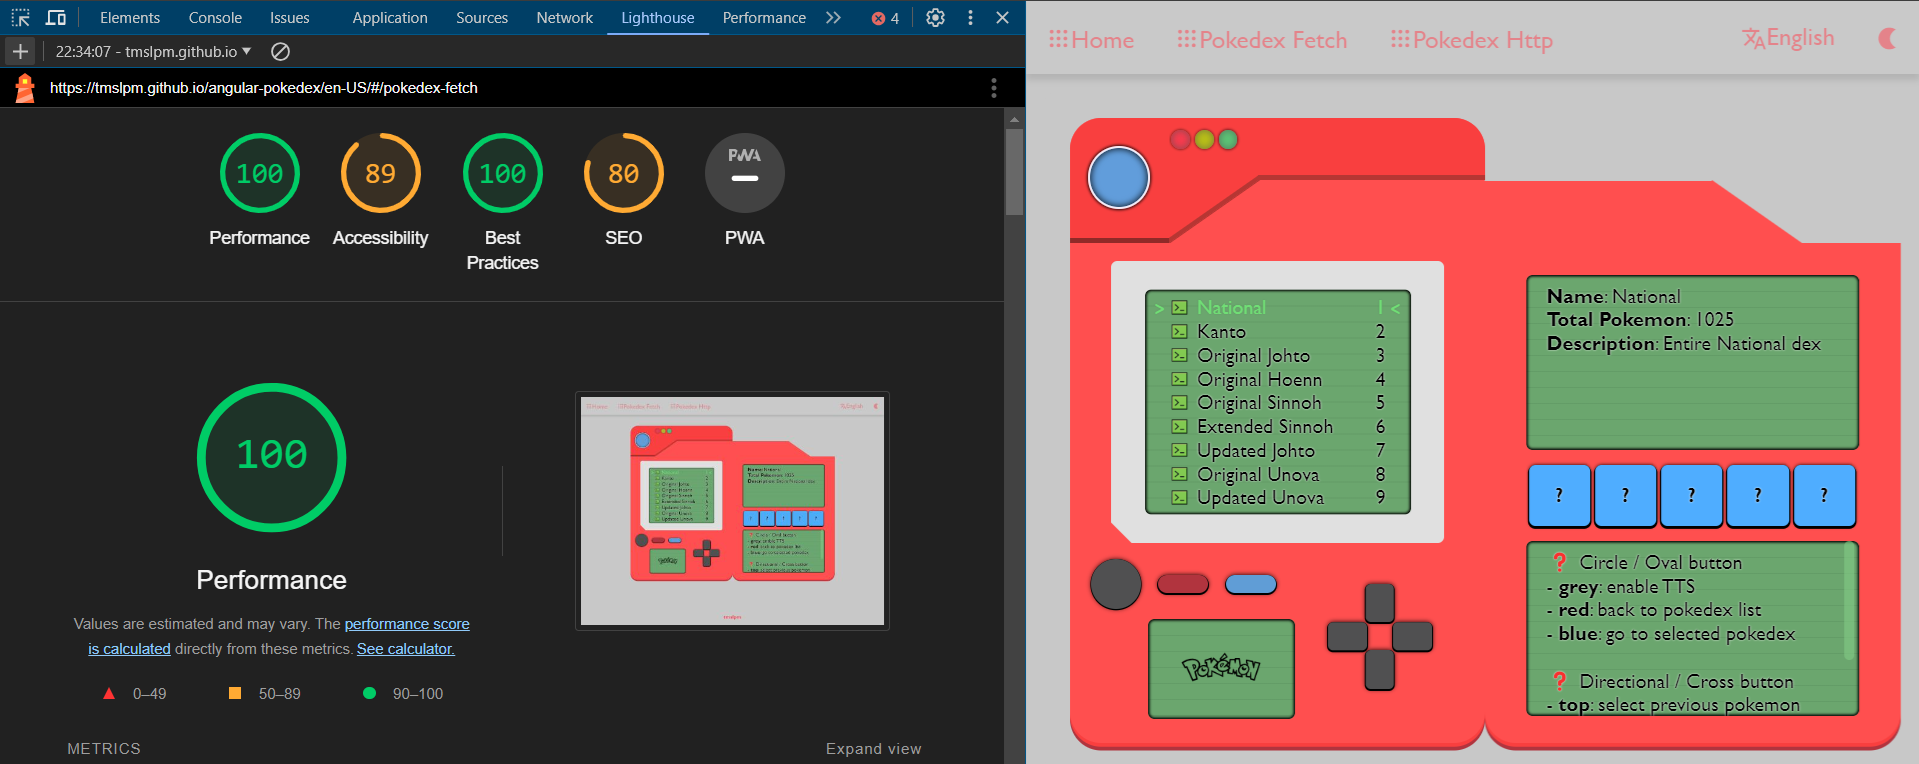 Elements Console Issues Application Sources Network Lighthouse Performance 4
22:34:07 - tmslpm.github.io
https://tmslpm.github.io/angular-pokedex/en-US/#/pokedex-fetch
100 89 100 80 PWA
Performance Accessibility Best Practices SEO PWA
100
Performance
Values are estimated and may vary. The performance score
is calculated directly from these metrics. See calculator.
0–49 50–89 90–100
METRICS Expand view
Home Pokedex Fetch Pokedex Http English
> National 1 <
Kanto 2
Original Johto 3
Original Hoenn 4
Original Sinnoh 5
Extended Sinnoh 6
Updated Johto 7
Original Unova 8
Updated Unova 9
POKéMON
Name: National
Total Pokemon: 1025
Description: Entire National dex
? ? ? ? ?
❓ Circle / Oval button
- grey: enable TTS
- red: back to pokedex list
- blue: go to selected pokedex
❓ Directional / Cross button
- top: select previous pokemon